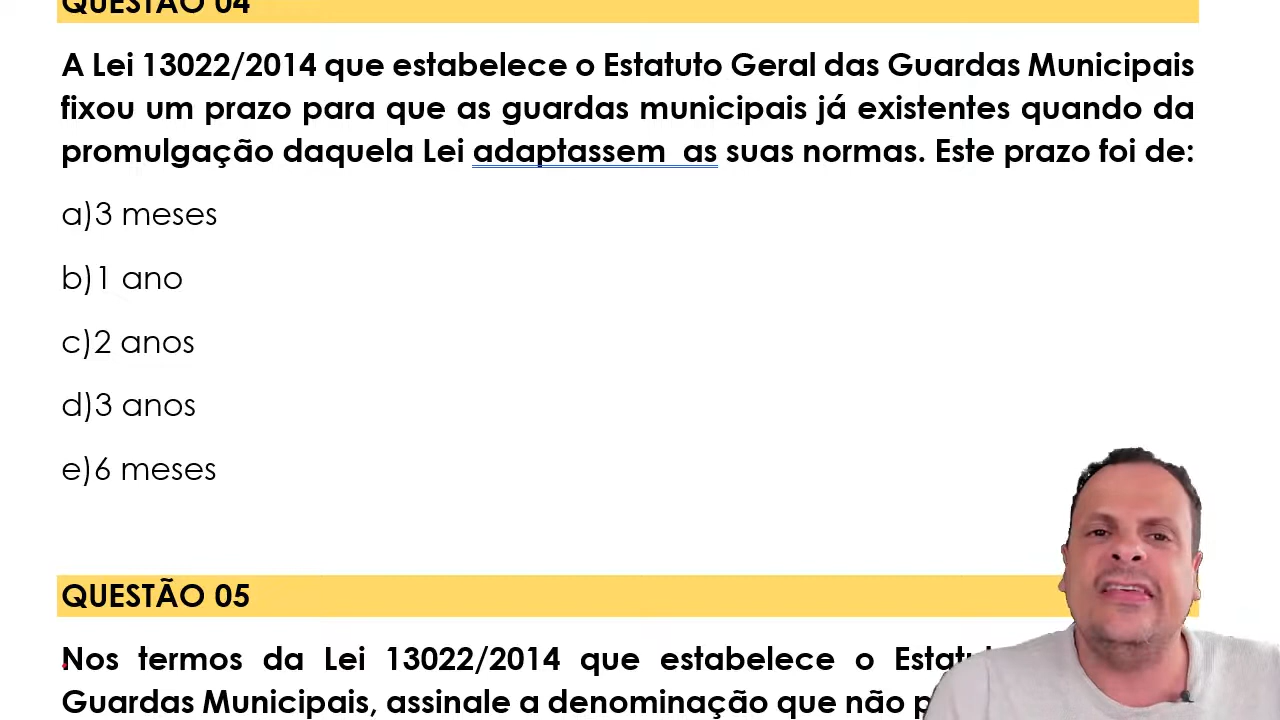 QUESTÃO 04
A Lei 13022/2014 que estabelece o Estatuto Geral das Guardas Municipais
fixou um prazo para que as guardas municipais já existentes quando da
promulgação daquela Lei adaptassem  as suas normas. Este prazo foi de:
a)3 meses
b)1 ano
c)2 anos
d)3 anos
e)6 meses
QUESTÃO 05
Nos termos da Lei 13022/2014 que estabelece o
Guardas Municipais, assinale a denominação que não